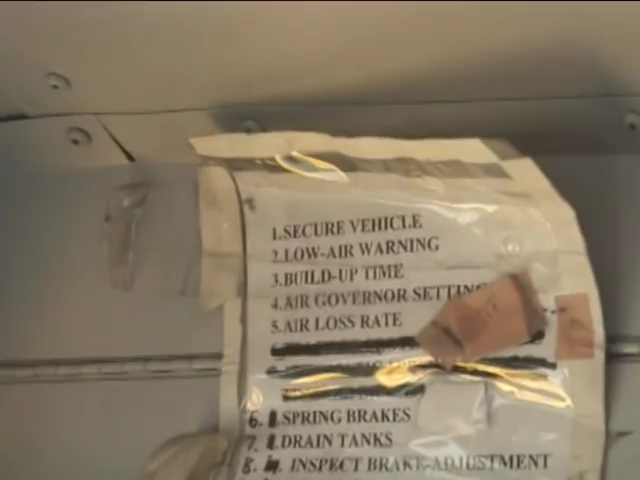 1.SECURE VEHICLE
2.LOW-AIR WARNING
3.BUILD-UP TIME
4.AIR GOVERNOR SETTING
5.AIR LOSS RATE
6. SPRING BRAKES
7. DRAIN TANKS
8. INSPECT BRAKE ADJUSTMENT